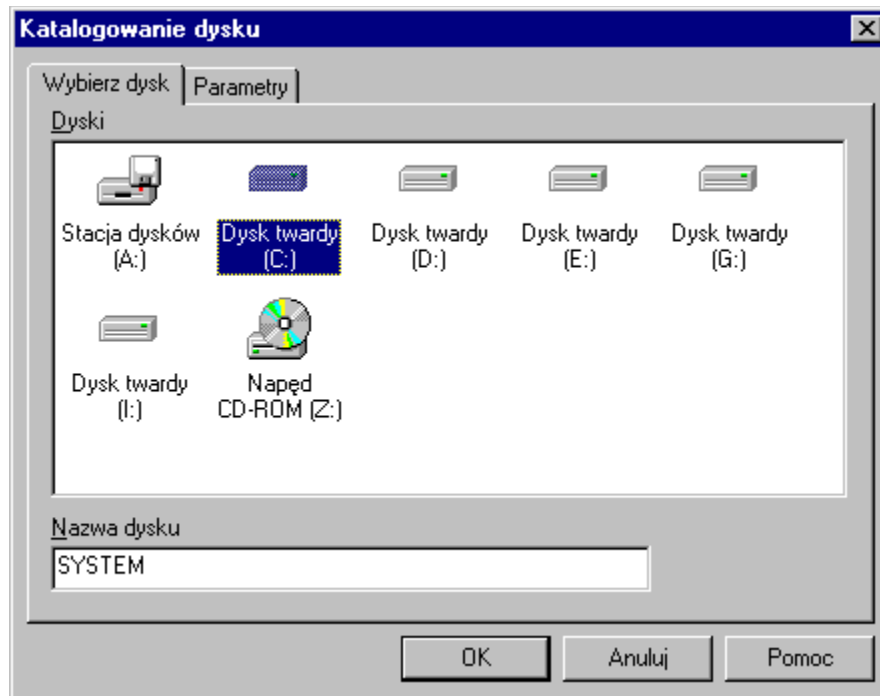 Katalogowanie dysku
Wybierz dysk
Parametry
Dyski
Stacja dysków
(A:)
Dysk twardy
(C:)
Dysk twardy
(D:)
Dysk twardy
(E:)
Dysk twardy
(G:)
Dysk twardy
(I:)
Napęd
CD-ROM (Z:)
Nazwa dysku
SYSTEM
OK
Anuluj
Pomoc